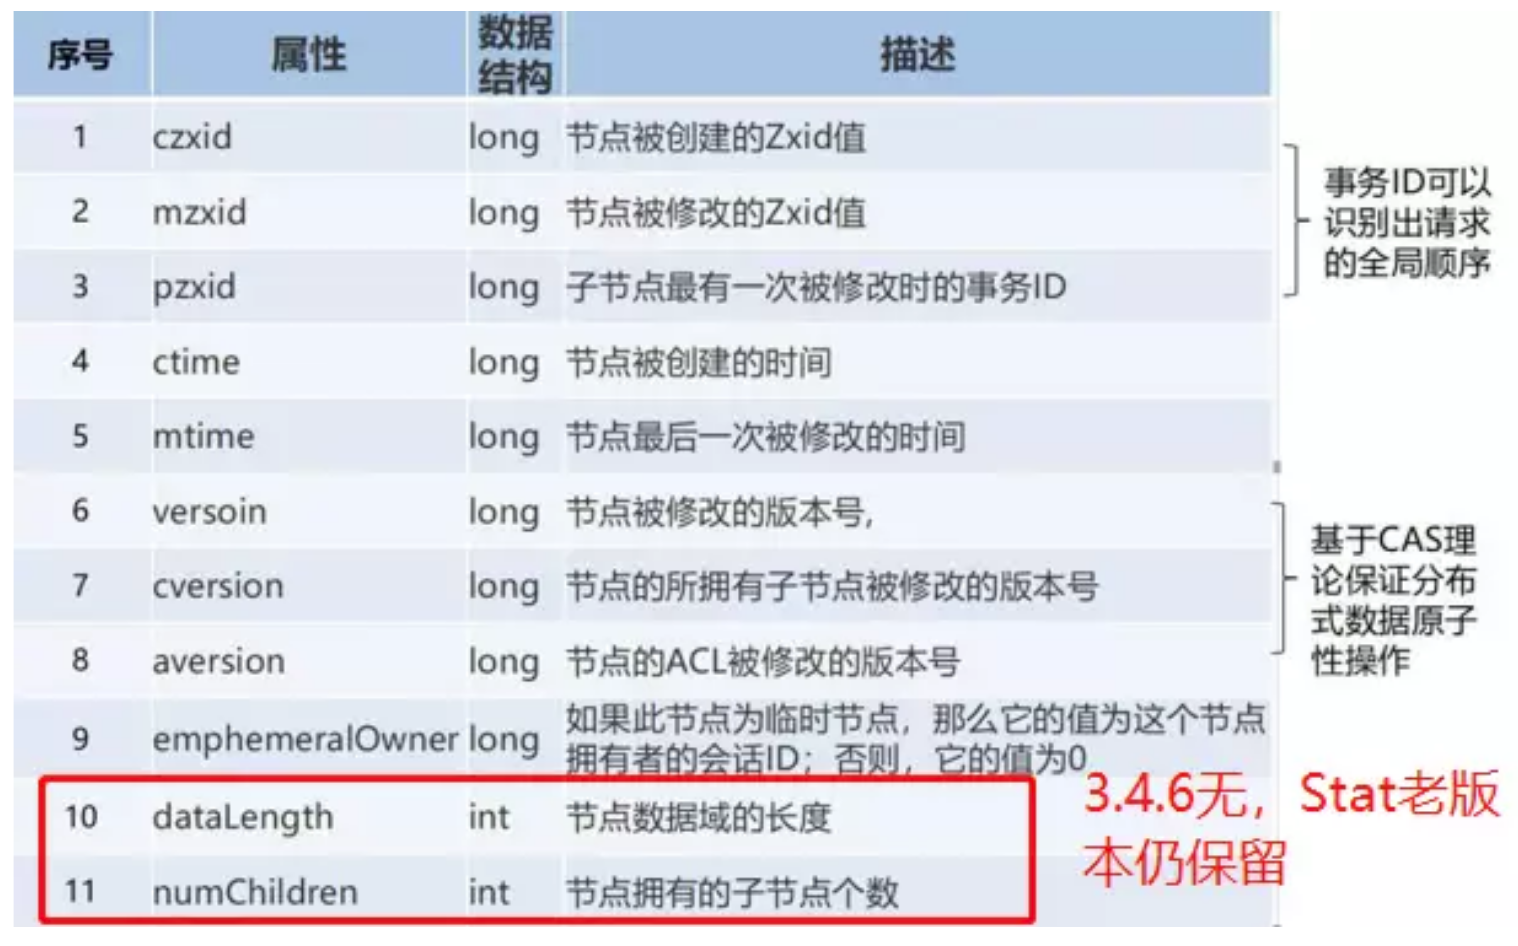 序号 属性 数据结构 描述
1 czxid long 节点被创建的Zxid值
2 mzxid long 节点被修改的Zxid值
3 pzxid long 子节点最有一次被修改时的事务ID
4 ctime long 节点被创建的时间
5 mtime long 节点最后一次被修改的时间
6 versoin long 节点被修改的版本号,
7 cversion long 节点的所拥有子节点被修改的版本号
8 aversion long 节点的ACL被修改的版本号
9 emphemeralOwner long 如果此节点为临时节点，那么它的值为这个节点
拥有者的会话ID；否则，它的值为0
10 dataLength int 节点数据域的长度
11 numChildren int 节点拥有的子节点个数
事务ID可以
识别出请求
的全局顺序
基于CAS理
论保证分布
式数据原子
性操作
3.4.6无，Stat老版
本仍保留